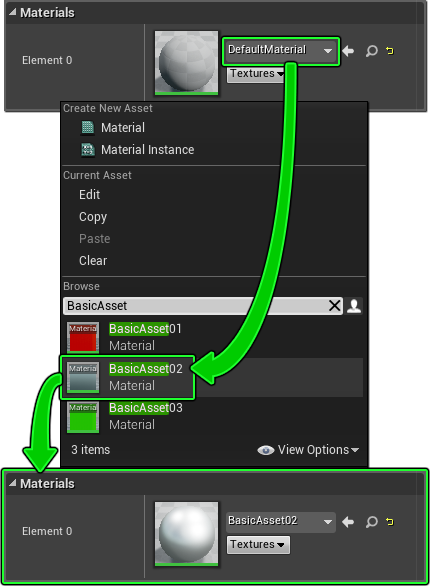 Materials
Element 0
DefaultMaterial
Textures
Create New Asset
Material
Material Instance
Current Asset
Edit
Copy
Paste
Clear
Browse
BasicAsset
Material
BasicAsset01
Material
Material
BasicAsset02
Material
Material
BasicAsset03
Material
3 items
View Options
Materials
Element 0
BasicAsset02
Textures